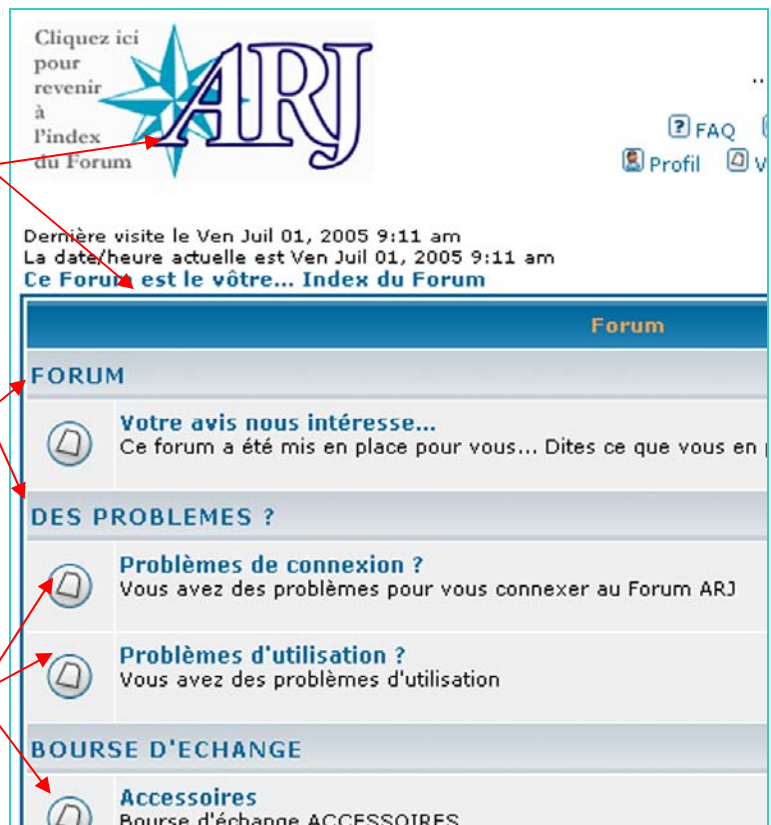 Cliquez ici
pour
revenir
à
l'index
du Forum
ARJ
..
FAQ
Profil V
Dernière visite le Ven Juil 01, 2005 9:11 am
La date/heure actuelle est Ven Juil 01, 2005 9:11 am
Ce Forum est le vôtre... Index du Forum
Forum
FORUM
Votre avis nous intéresse...
Ce forum a été mis en place pour vous... Dites ce que vous en
DES PROBLEMES ?
Problèmes de connexion ?
Vous avez des problèmes pour vous connexer au Forum ARJ
Problèmes d'utilisation ?
Vous avez des problèmes d'utilisation
BOURSE D'ECHANGE
Accessoires
Bourse d'échange ACCESSOIRES